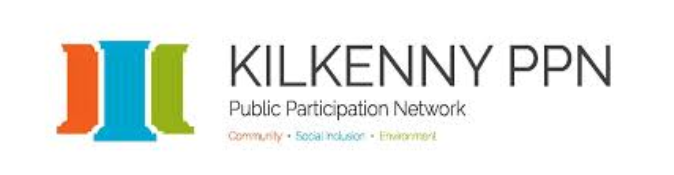 KILKENNY PPN
Public Participation Network
Community • Social Inclusion • Environment